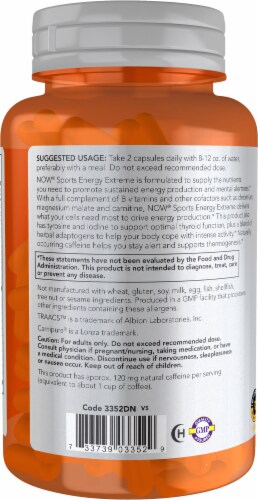 SUGGESTED USAGE: Take 2 capsules daily with 8-12 oz. of water,
preferably with a meal. Do not exceed recommended dose.
NOW® Sports Energy Extreme is formulated to supply the nutrients
you need to promote sustained energy production and mental alertness.*
With a full complement of B vitamins and other cofactors such as chromium,
magnesium malate and carnitine, NOW® Sports Energy Extreme delivers
what your cells need most to drive energy production.* This product also
has tyrosine and iodine to support optimal thyroid function, plus a blend of
herbal adaptogens to help your body cope with intense activity.* Naturally
occurring caffeine helps you stay alert and supports thermogenesis.*
*These statements have not been evaluated by the Food and Drug
Administration. This product is not intended to diagnose, treat, cure
or prevent any disease.
Not manufactured with wheat, gluten, soy, milk, egg, fish, shellfish,
tree nut or sesame ingredients. Produced in a GMP facility that processes
other ingredients containing these allergens.
TRAACS™ is a trademark of Albion Laboratories, Inc.
Carnipure® is a Lonza trademark.
Caution: For adults only. Do not exceed recommended dose.
Consult physician if pregnant/nursing, taking medication, or have
a medical condition. Discontinue use if nervousness, sleeplessness
or nausea occur. Keep out of reach of children.
This product has approx. 120 mg natural caffeine per serving
(equivalent to about 1 cup of coffee).
Code 3352DN V5
7 33739 03352 9
H
GMP